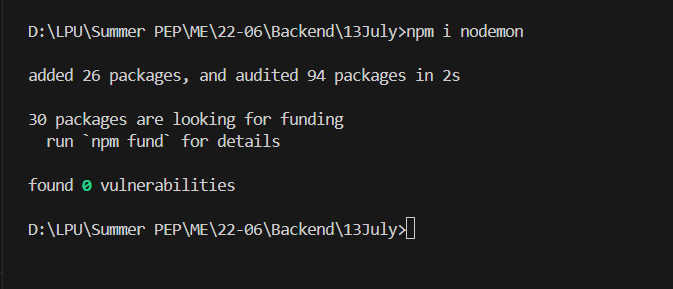 D:\LPU\Summer PEP\ME\22-06\Backend\13July>npm i nodemon
added 26 packages, and audited 94 packages in 2s
30 packages are looking for funding
  run `npm fund` for details
found 0 vulnerabilities
D:\LPU\Summer PEP\ME\22-06\Backend\13July>